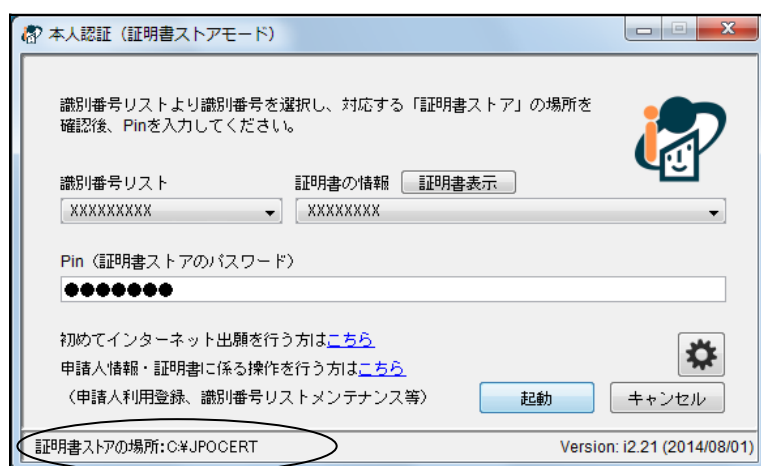 本人認証（証明書ストアモード）
識別番号リストより識別番号を選択し、対応する「証明書ストア」の場所を
確認後、Pinを入力してください。
識別番号リスト 証明書の情報 証明書表示
XXXXXXXXX XXXXXXXX
Pin（証明書ストアのパスワード）
●●●●●●●
初めてインターネット出願を行う方はこちら
申請人情報・証明書に係る操作を行う方はこちら
（申請人利用登録、識別番号リストメンテナンス等） 起動 キャンセル
証明書ストアの場所:C:¥JPOCERT Version: i2.21 (2014/08/01)